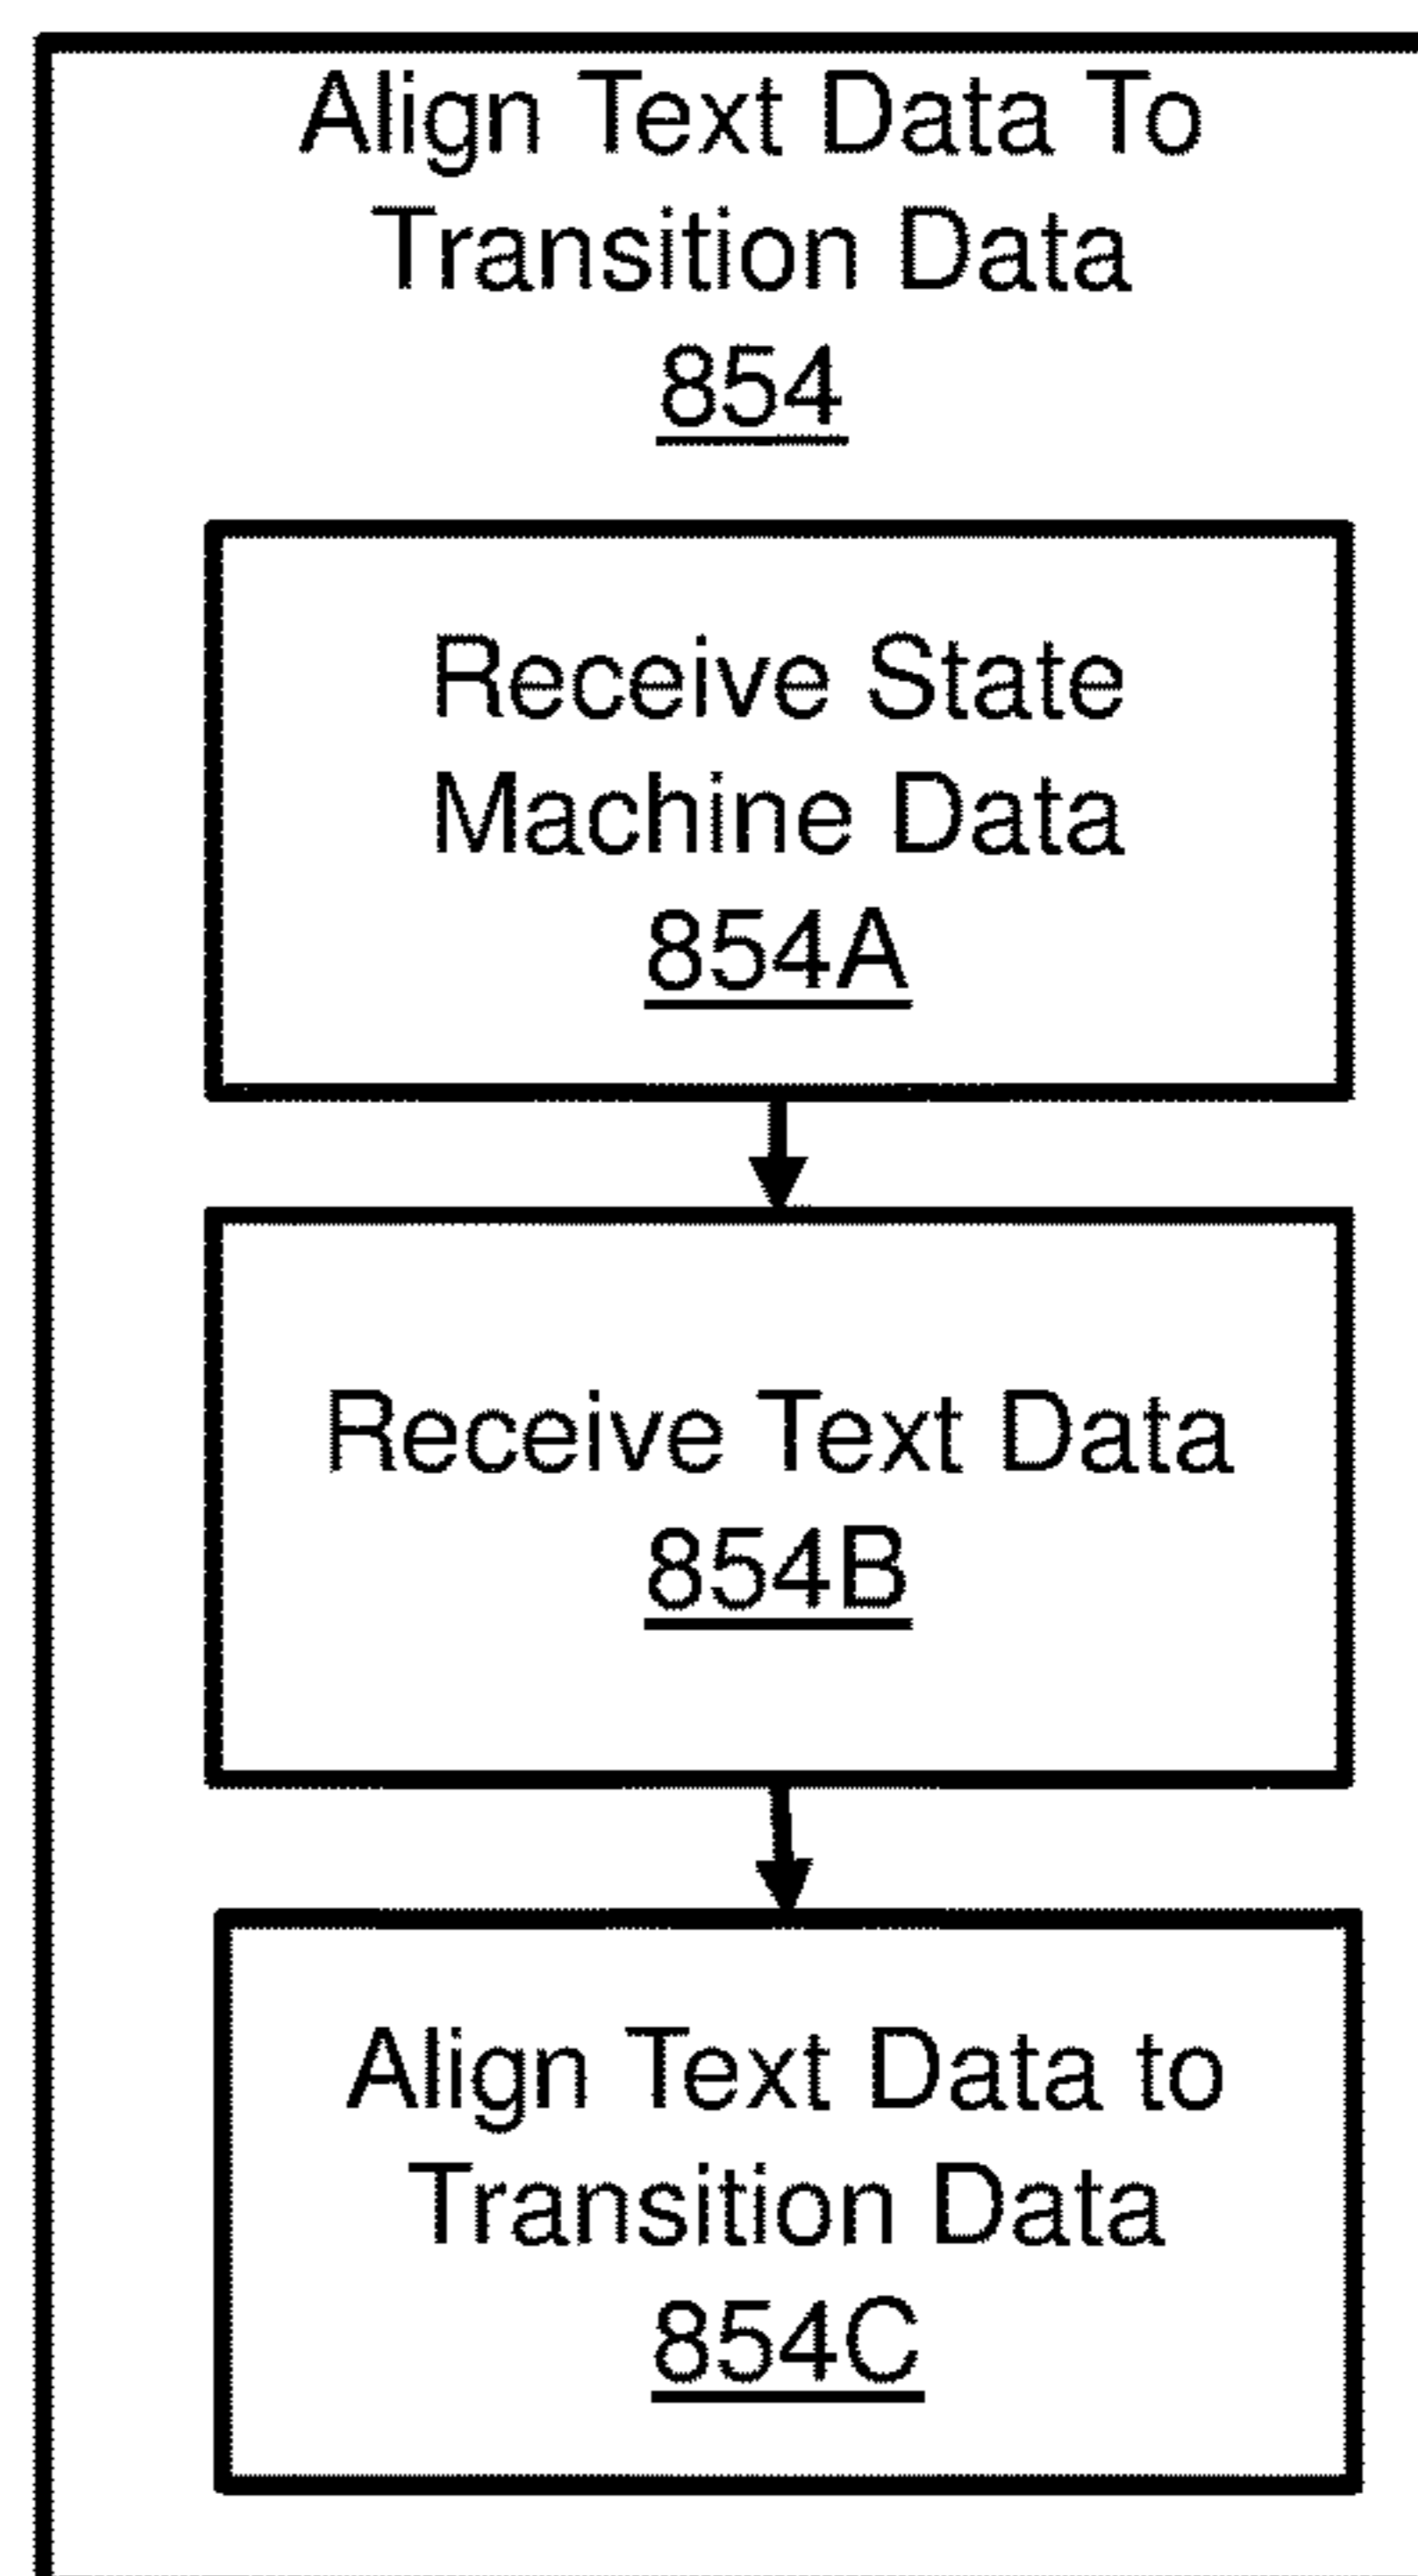 Align Text Data To
Transition Data
854
Receive State
Machine Data
854A
Receive Text Data
854B
Align Text Data to
Transition Data
854C